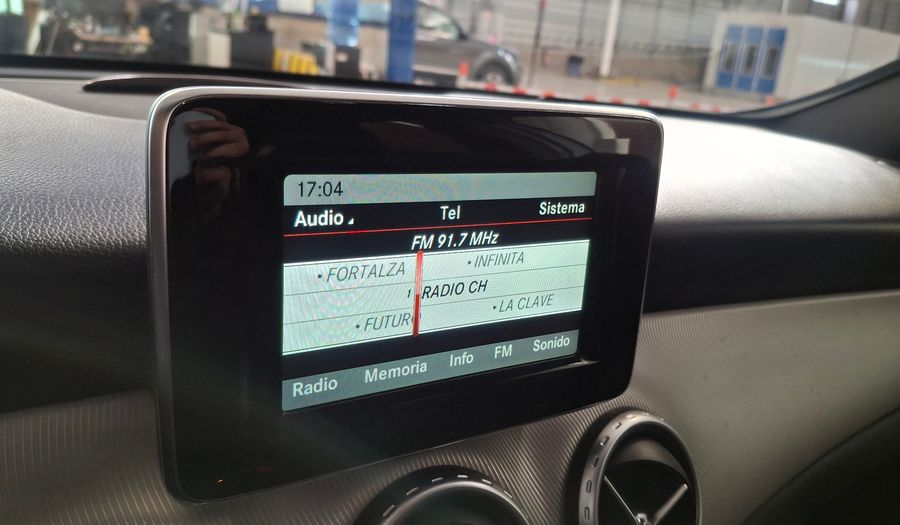 17:04
Audio Tel Sistema
FM 91.7 MHz
• FORTALZA • INFINITA
1 RADIO CH
• FUTURO • LA CLAVE
Radio Memoria Info FM Sonido